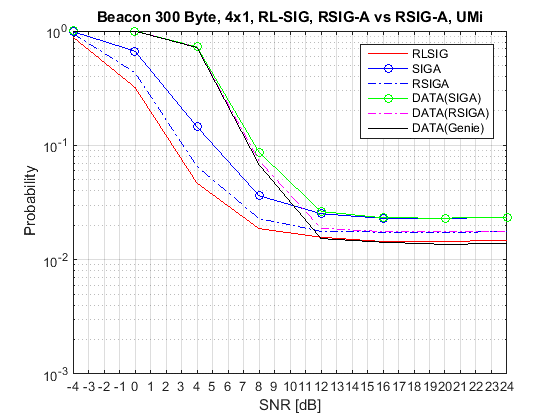 Beacon 300 Byte, 4x1, RL-SIG, RSIG-A vs RSIG-A, UMi
RLSIG
SIGA
RSIGA
DATA(SIGA)
DATA(RSIGA)
DATA(Genie)
Probability
10^0
10^-1
10^-2
10^-3
-4 -3 -2 -1 0 1 2 3 4 5 6 7 8 9 10 11 12 13 14 15 16 17 18 19 20 21 22 23 24
SNR [dB]